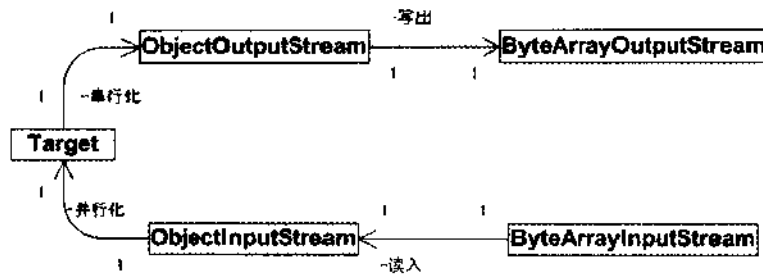 1
-写出
ObjectOutputStream
ByteArrayOutputStream
1
1
1
-串行化
Target
1
-并行化
1
1
ObjectInputStream
ByteArrayInputStream
1
-读入